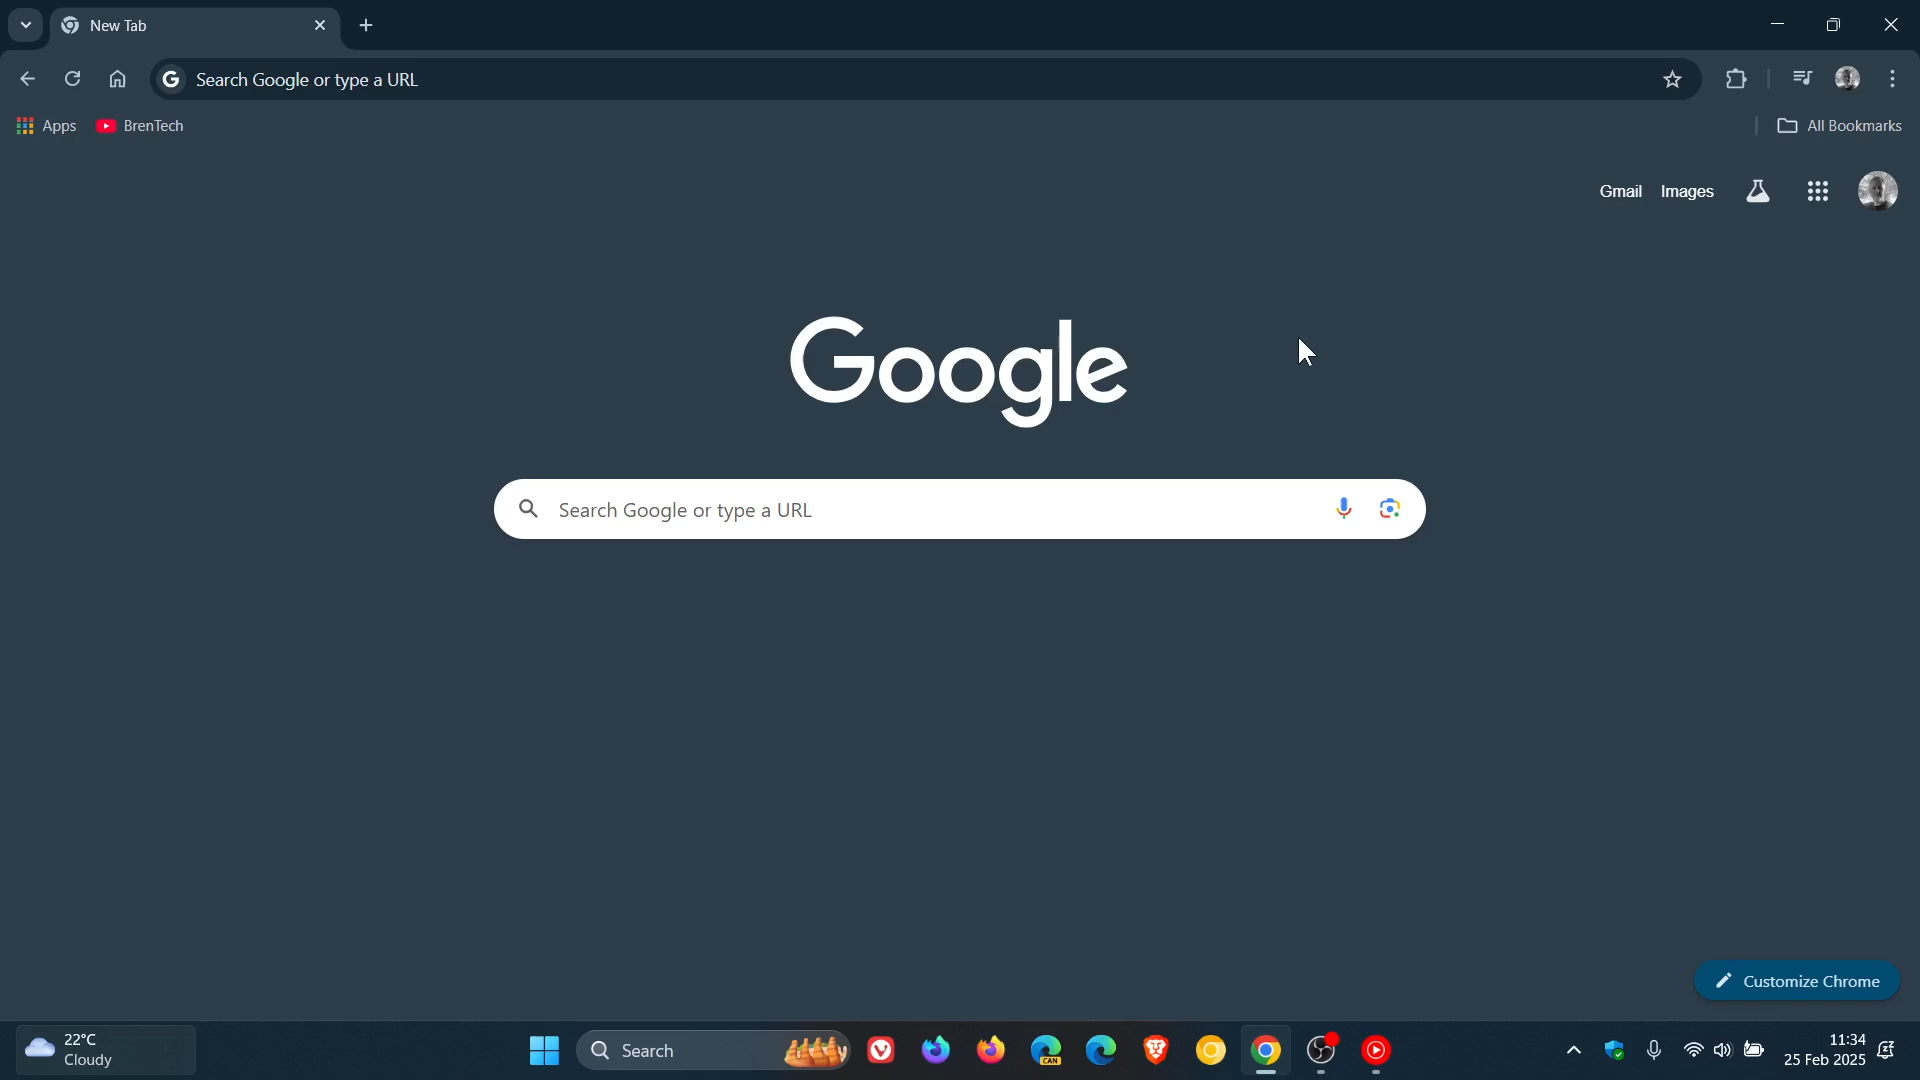 New Tab
Search Google or type a URL
Apps BrenTech All Bookmarks
Gmail Images
Google
Search Google or type a URL
Customize Chrome
22°C
Cloudy
Search
CAN
11:34
25 Feb 2025